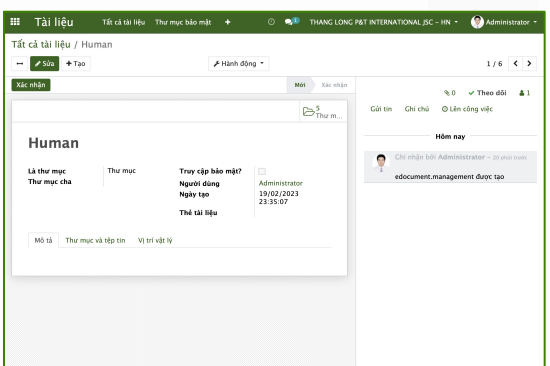 Tài liệu Tất cả tài liệu Thư mục bảo mật + 1 THANG LONG P&T INTERNATIONAL JSC - HN Administrator
Tất cả tài liệu / Human
Sửa + Tạo Hành động 1 / 6
Xác nhận Mới Xác nhận
5
Thư m...
Human
Là thư mục Thư mục
Thư mục cha
Truy cập bảo mật?
Người dùng Administrator
Ngày tạo 19/02/2023
23:35:07
Thẻ tài liệu
Mô tả Thư mục và tệp tin Vị trí vật lý
0 Theo dõi 1
Gửi tin Ghi chú Lên công việc
Hôm nay
Ghi nhận bởi Administrator - 20 phút trước
edocument.management được tạo